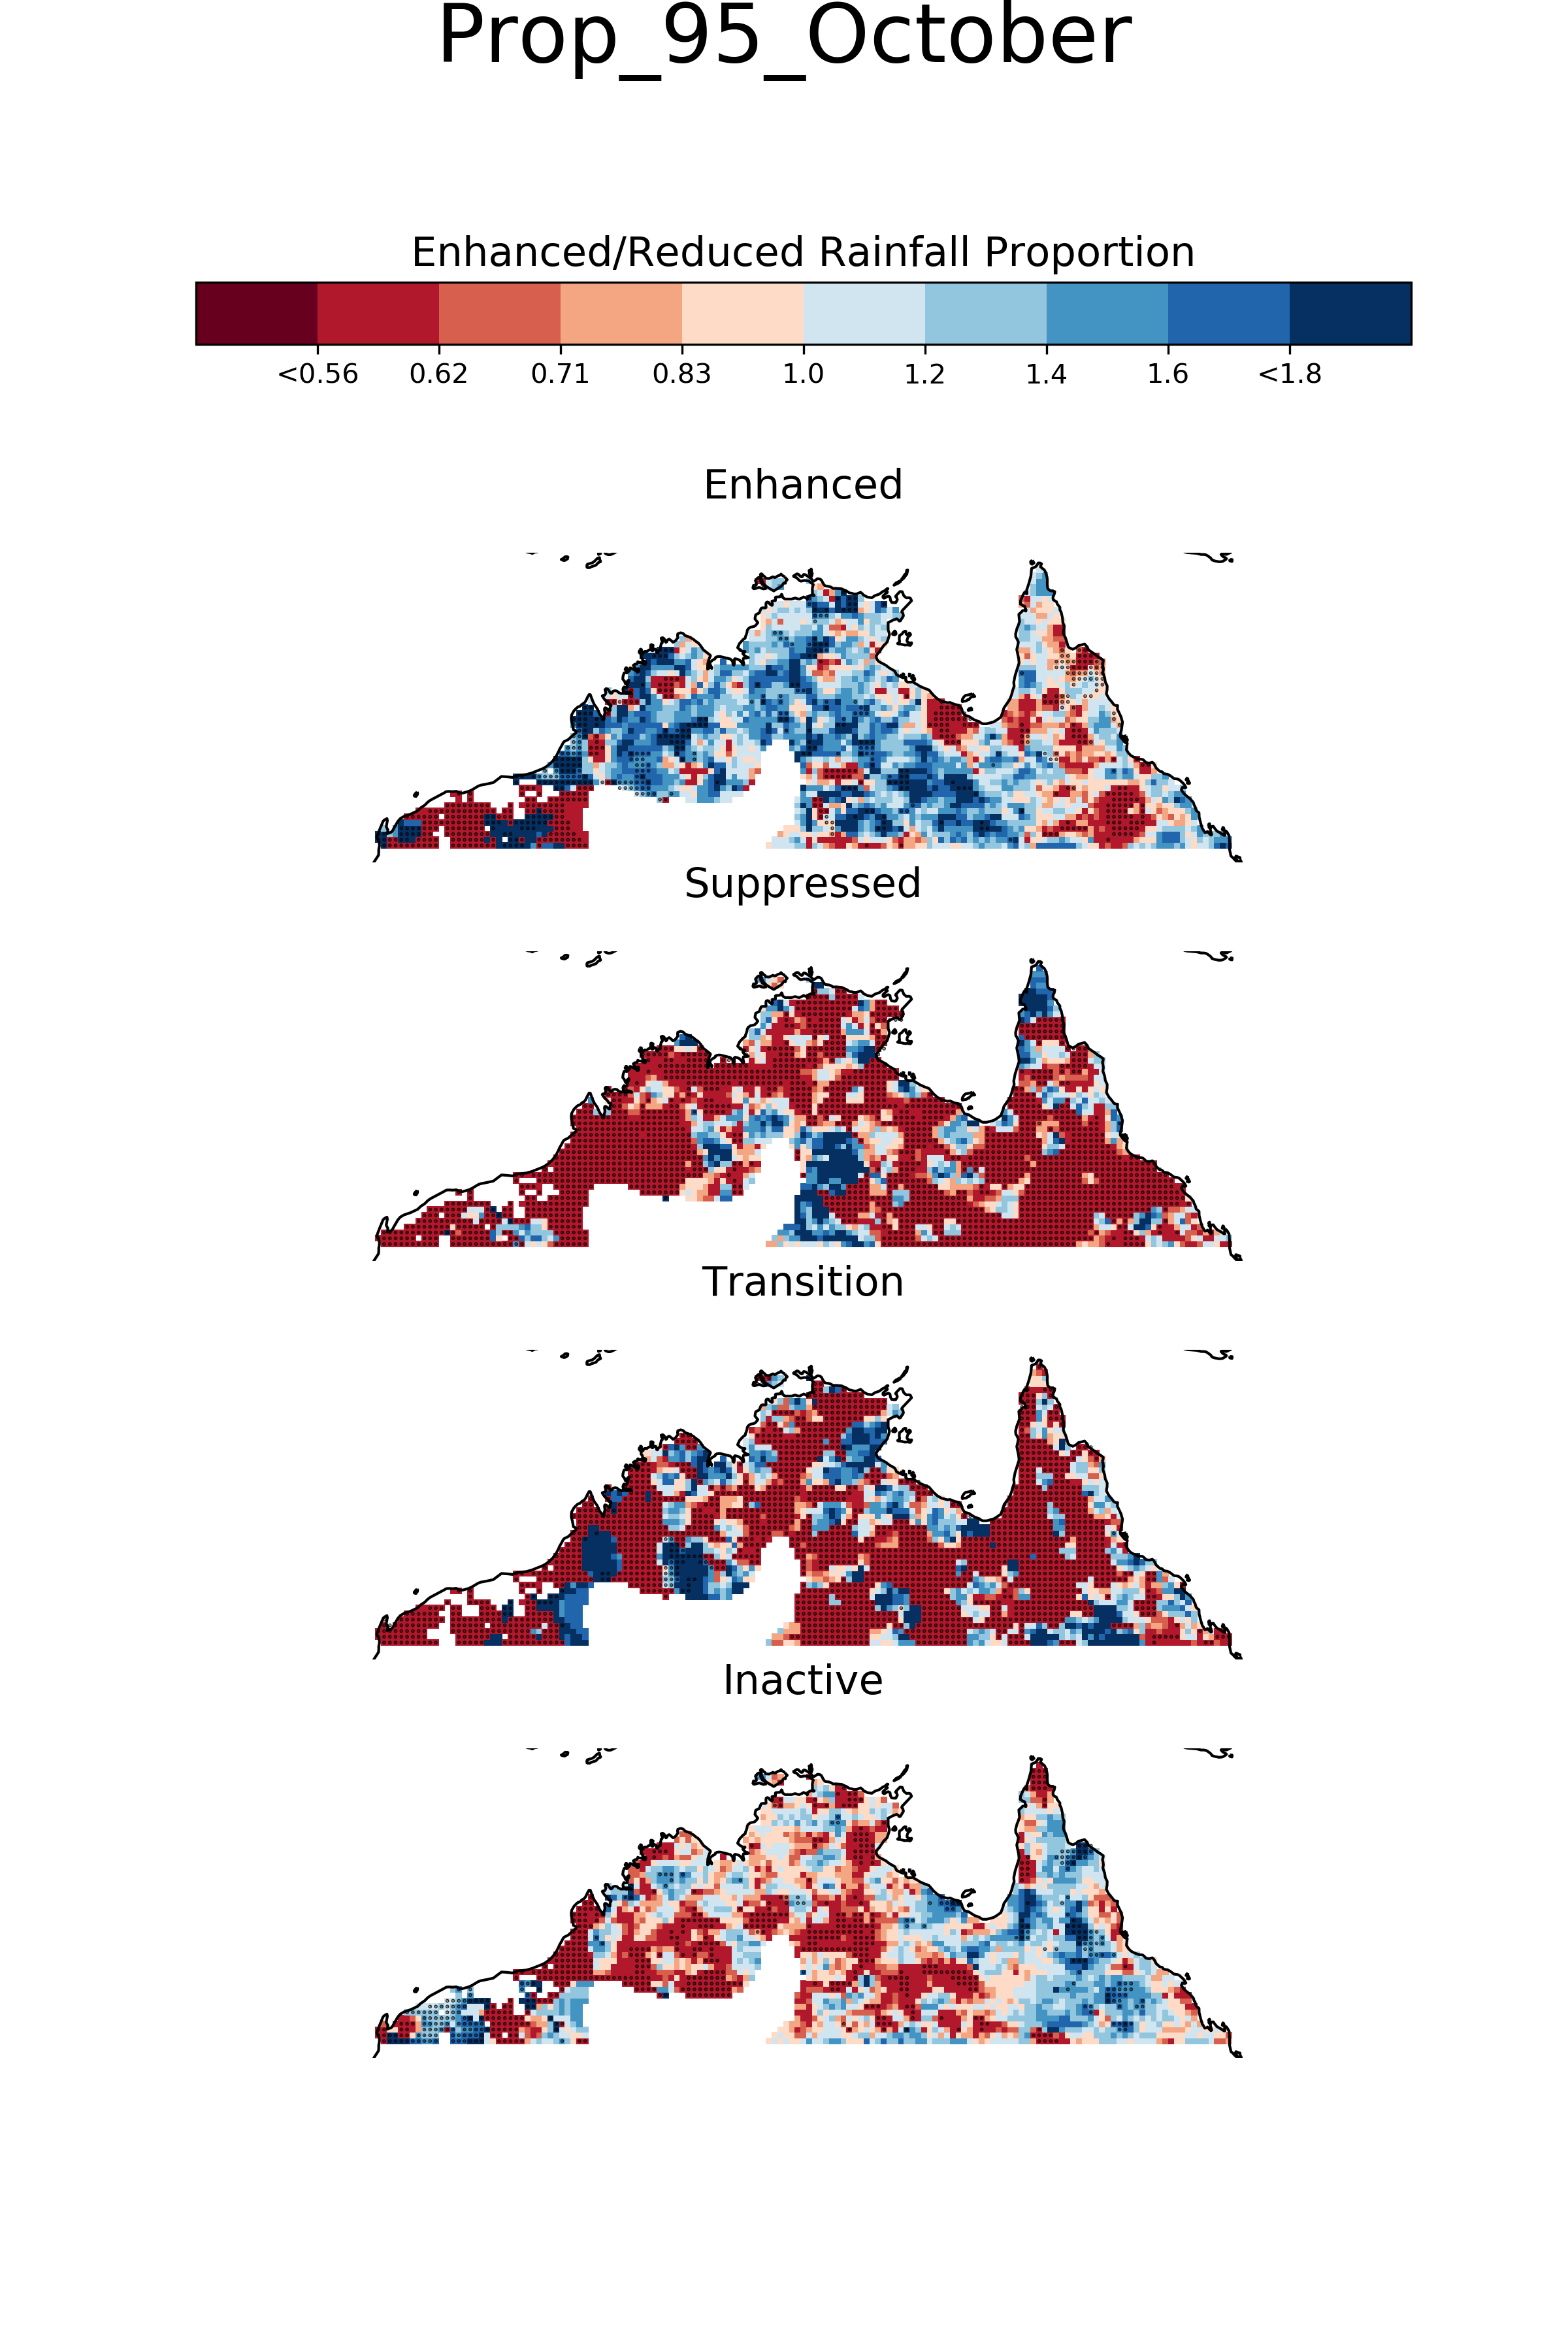 Prop_95_October
Enhanced/Reduced Rainfall Proportion
<0.56 0.62 0.71 0.83 1.0 1.2 1.4 1.6 <1.8
Enhanced
Suppressed
Transition
Inactive